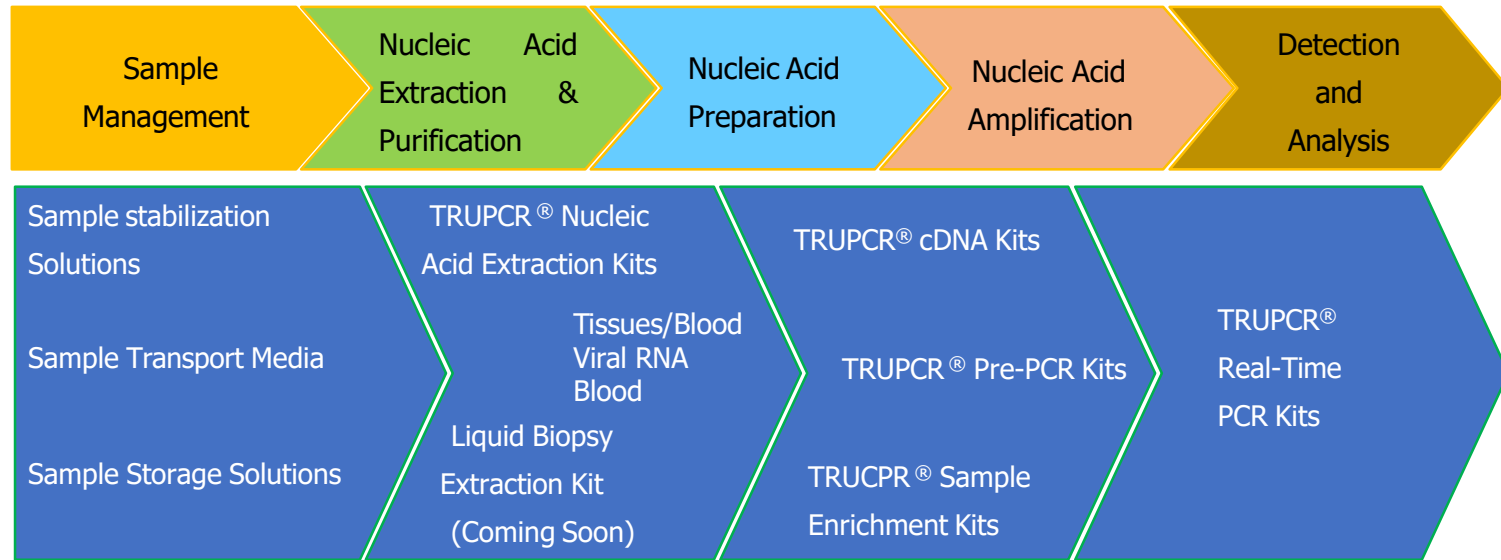 Sample
Management
Nucleic Acid
Extraction &
Purification
Nucleic Acid
Preparation
Nucleic Acid
Amplification
Detection
and
Analysis
Sample stabilization
Solutions
Sample Transport Media
Sample Storage Solutions
TRUPCR ® Nucleic
Acid Extraction Kits
Tissues/Blood
Viral RNA
Blood
Liquid Biopsy
Extraction Kit
(Coming Soon)
TRUPCR® cDNA Kits
TRUPCR ® Pre-PCR Kits
TRUCPR ® Sample
Enrichment Kits
TRUPCR®
Real-Time
PCR Kits